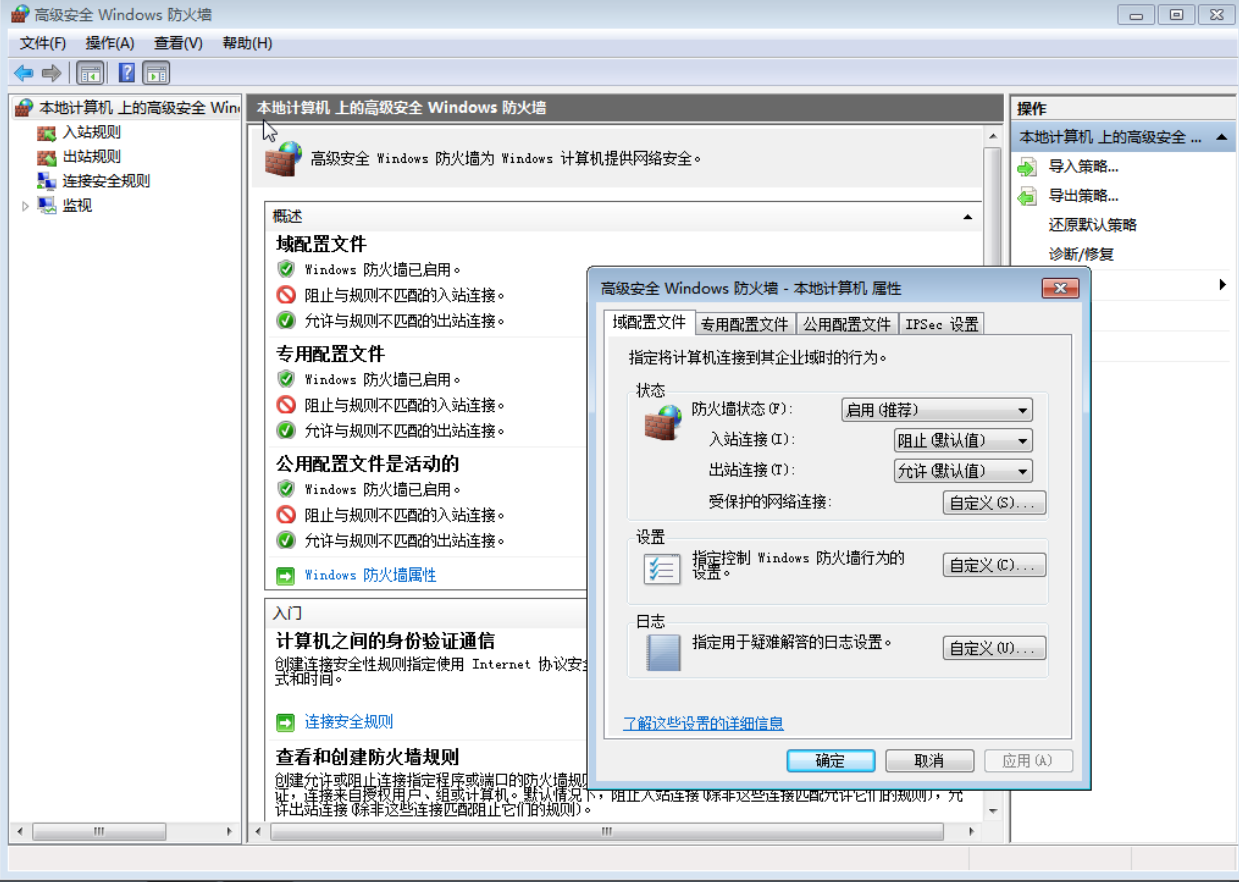 高级安全 Windows 防火墙
文件(F) 操作(A) 查看(V) 帮助(H)
本地计算机 上的高级安全 Win
入站规则
出站规则
连接安全规则
监视
本地计算机 上的高级安全 Windows 防火墙
高级安全 Windows 防火墙为 Windows 计算机提供网络安全。
概述
域配置文件
Windows 防火墙已启用。
阻止与规则不匹配的入站连接。
允许与规则不匹配的出站连接。
专用配置文件
Windows 防火墙已启用。
阻止与规则不匹配的入站连接。
允许与规则不匹配的出站连接。
公用配置文件是活动的
Windows 防火墙已启用。
阻止与规则不匹配的入站连接。
允许与规则不匹配的出站连接。
Windows 防火墙属性
入门
计算机之间的身份验证通信
创建连接安全性规则指定使用 Internet 协议安
式和时间。
连接安全规则
查看和创建防火墙规则
创建允许或阻止连接指定程序或端口的防火墙规
证，连接来自授权用户、组或计算机。默认情况下，阻止入站连接(除非这些连接匹配允许它们的规则)，允
许出站连接(除非这些连接匹配阻止它们的规则)。
操作
本地计算机 上的高级安全 ...
导入策略...
导出策略...
还原默认策略
诊断/修复
高级安全 Windows 防火墙 - 本地计算机 属性
域配置文件 专用配置文件 公用配置文件 IPSec 设置
指定将计算机连接到其企业域时的行为。
状态
防火墙状态(F): 启用(推荐)
入站连接(I): 阻止(默认值)
出站连接(T): 允许(默认值)
受保护的网络连接: 自定义(S)...
设置
指定控制 Windows 防火墙行为的
设置。
自定义(C)...
日志
指定用于疑难解答的日志设置。 自定义(U)...
了解这些设置的详细信息
确定 取消 应用(A)